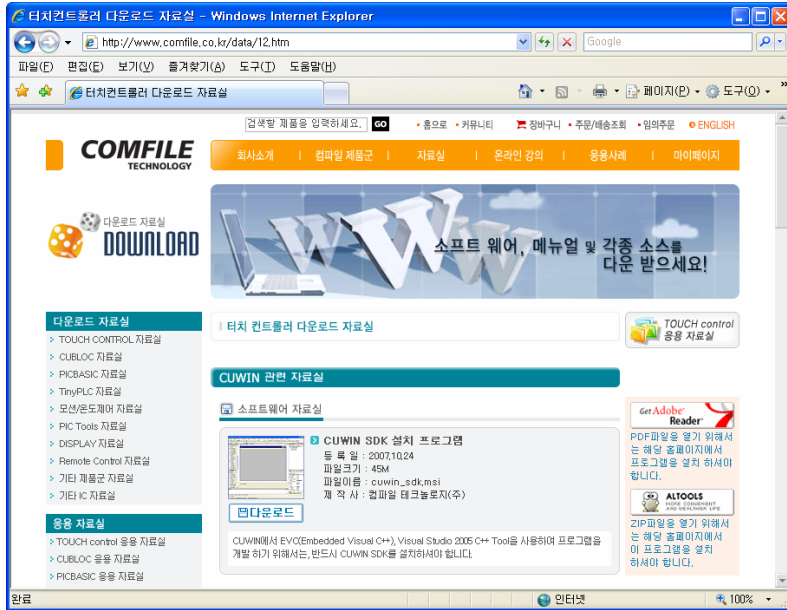 터치컨트롤러 다운로드 자료실 - Windows Internet Explorer
http://www.comfile.co.kr/data/12.htm
Google
파일(F) 편집(E) 보기(V) 즐겨찾기(A) 도구(T) 도움말(H)
터치컨트롤러 다운로드 자료실
페이지(P) 도구(O) »
검색할 제품을 입력하세요. GO 홈으로 커뮤니티 장바구니 주문/배송조회 임의주문 ENGLISH
COMFILE
TECHNOLOGY
회사소개 | 컴파일 제품군 | 자료실 | 온라인 강의 | 응용사례 | 마이페이지
다운로드 자료실
DOWNLOAD
WWW
소프트 웨어, 메뉴얼 및 각종 소스를
다운 받으세요!
다운로드 자료실
> TOUCH CONTROL 자료실
> CUBLOC 자료실
> PICBASIC 자료실
> TinyPLC 자료실
> 모션/온도제어 자료실
> PIC Tools 자료실
> DISPLAY 자료실
> Remote Control 자료실
> 기타 제품군 자료실
> 기타 IC 자료실
응용 자료실
> TOUCH control 응용 자료실
> CUBLOC 응용 자료실
> PICBASIC 응용 자료실
터치 컨트롤러 다운로드 자료실
CUWIN 관련 자료실
소프트웨어 자료실
CUWIN SDK 설치 프로그램
등 록 일 : 2007.10.24
파일크기 : 45M
파일이름 : cuwin_sdk.msi
제 작 사 : 컴파일 테크놀로지(주)
다운로드
CUWIN에서 EVC(Embedded Visual C++), Visual Studio 2005 C++ Tool을 사용하여 프로그램을
개발 하기 위해서는, 반드시 CUWIN SDK를 설치하셔야 합니다.
TOUCH control
응용 자료실
Get Adobe
Reader
PDF파일을 열기 위해서
는 해당 홈페이지에서
프로그램을 설치 하셔야
합니다.
ALTOOLS
MORE CONVENIENT
AND HEALTHIER LIFE
ZIP파일을 열기 위해서
는 해당 홈페이지에서
이 프로그램을 설치
하셔야 합니다.
완료
인터넷
100%